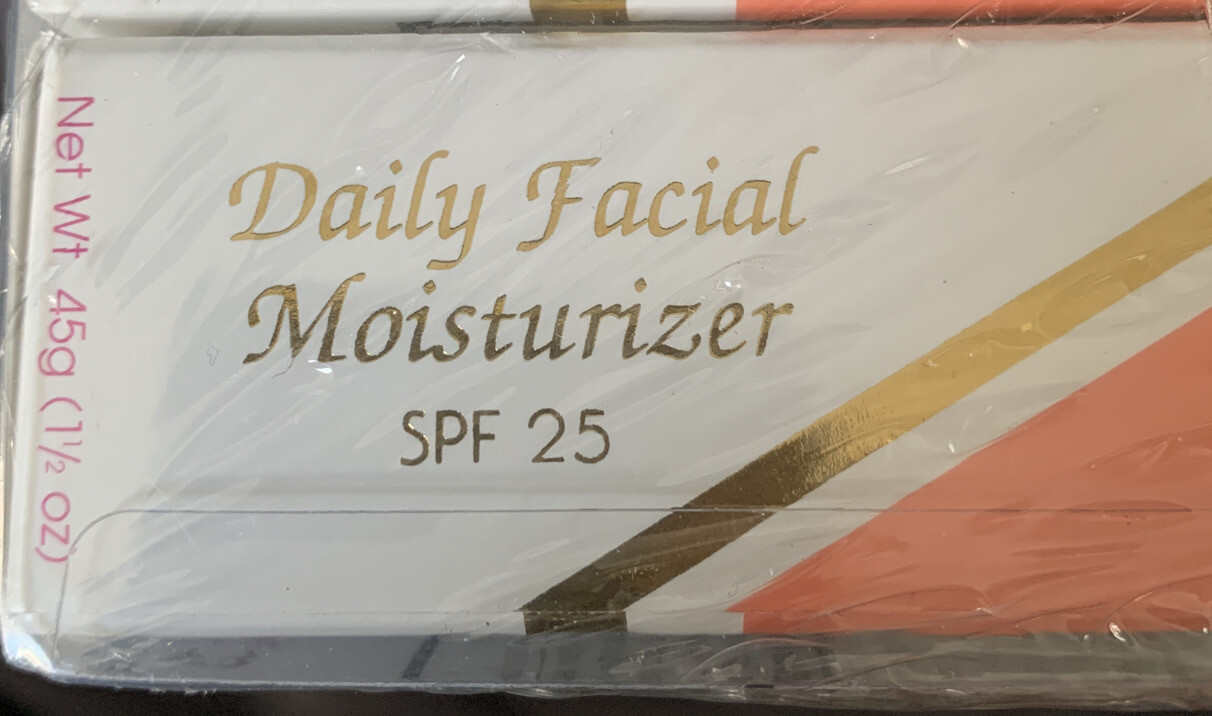 Daily Facial
Moisturizer
SPF 25
Net Wt 45g (1½ oz)